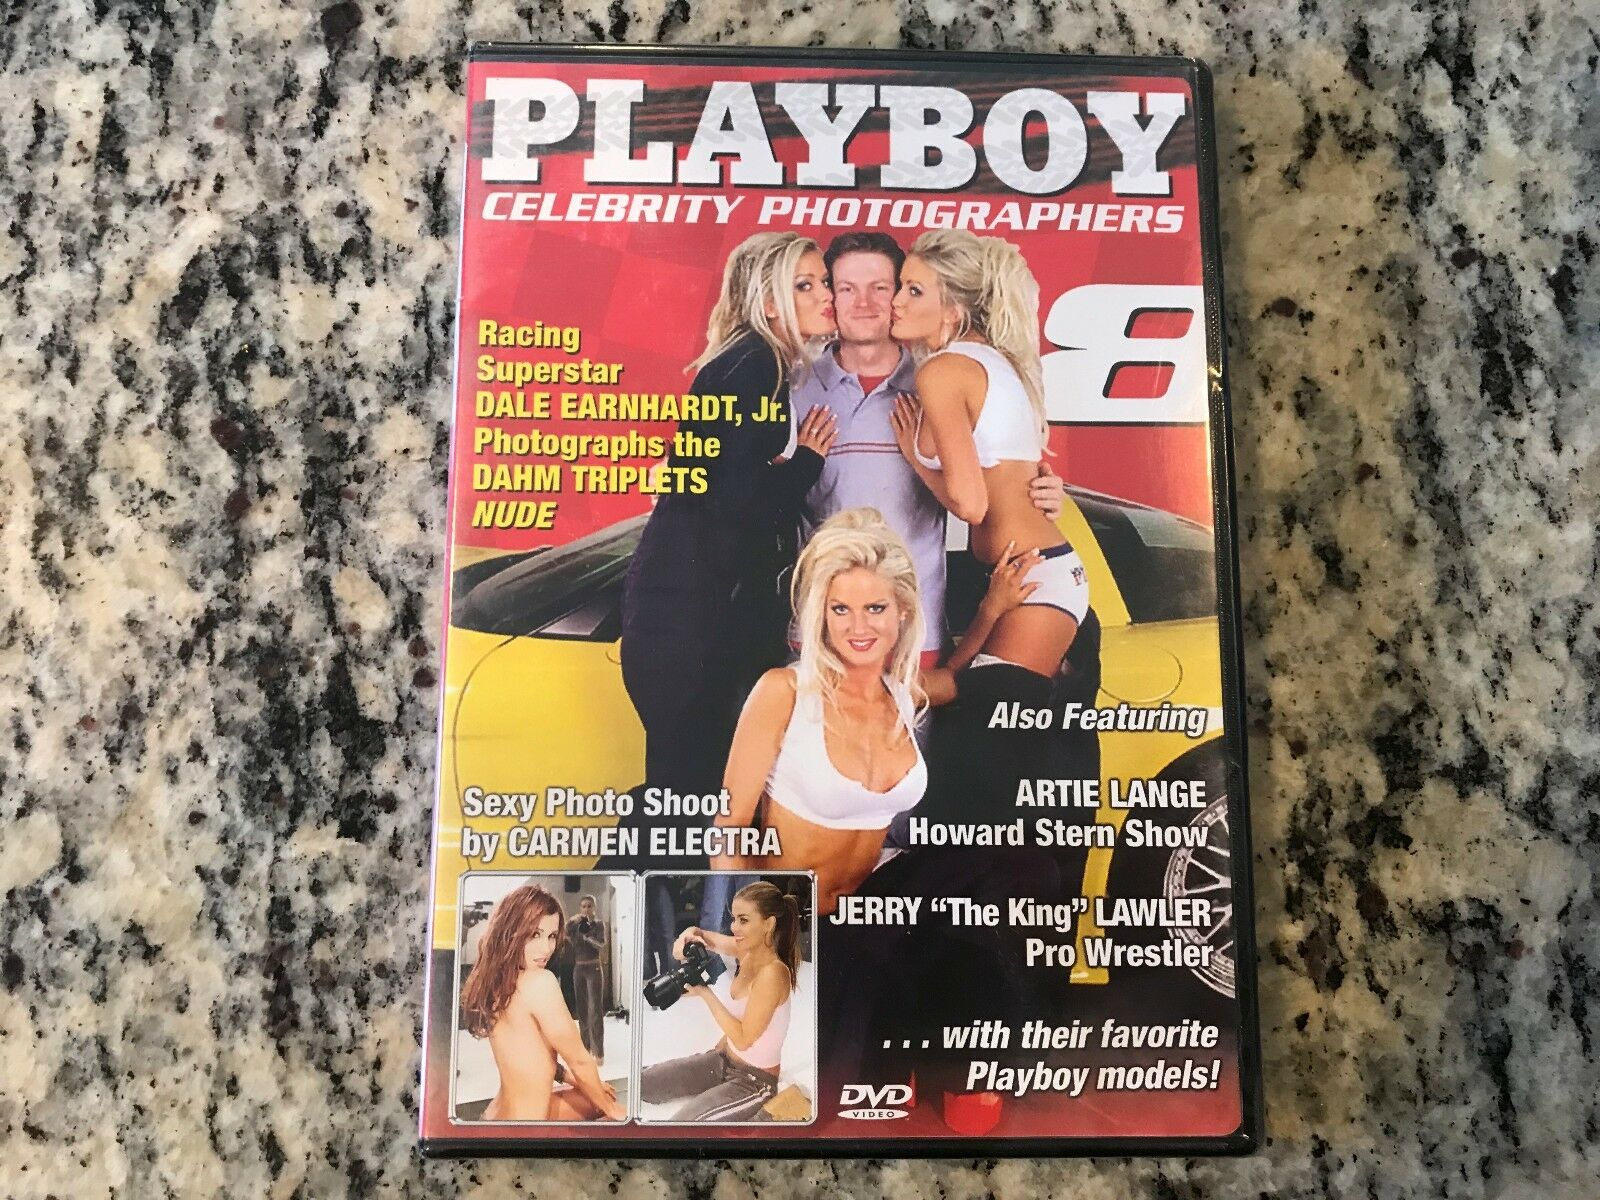 PLAYBOY
CELEBRITY PHOTOGRAPHERS
8
Racing
Superstar
DALE EARNHARDT, Jr.
Photographs the
DAHM TRIPLETS
NUDE
Also Featuring
ARTIE LANGE
Howard Stern Show
JERRY “The King” LAWLER
Pro Wrestler
. . . with their favorite
Playboy models!
Sexy Photo Shoot
by CARMEN ELECTRA
DVD
VIDEO